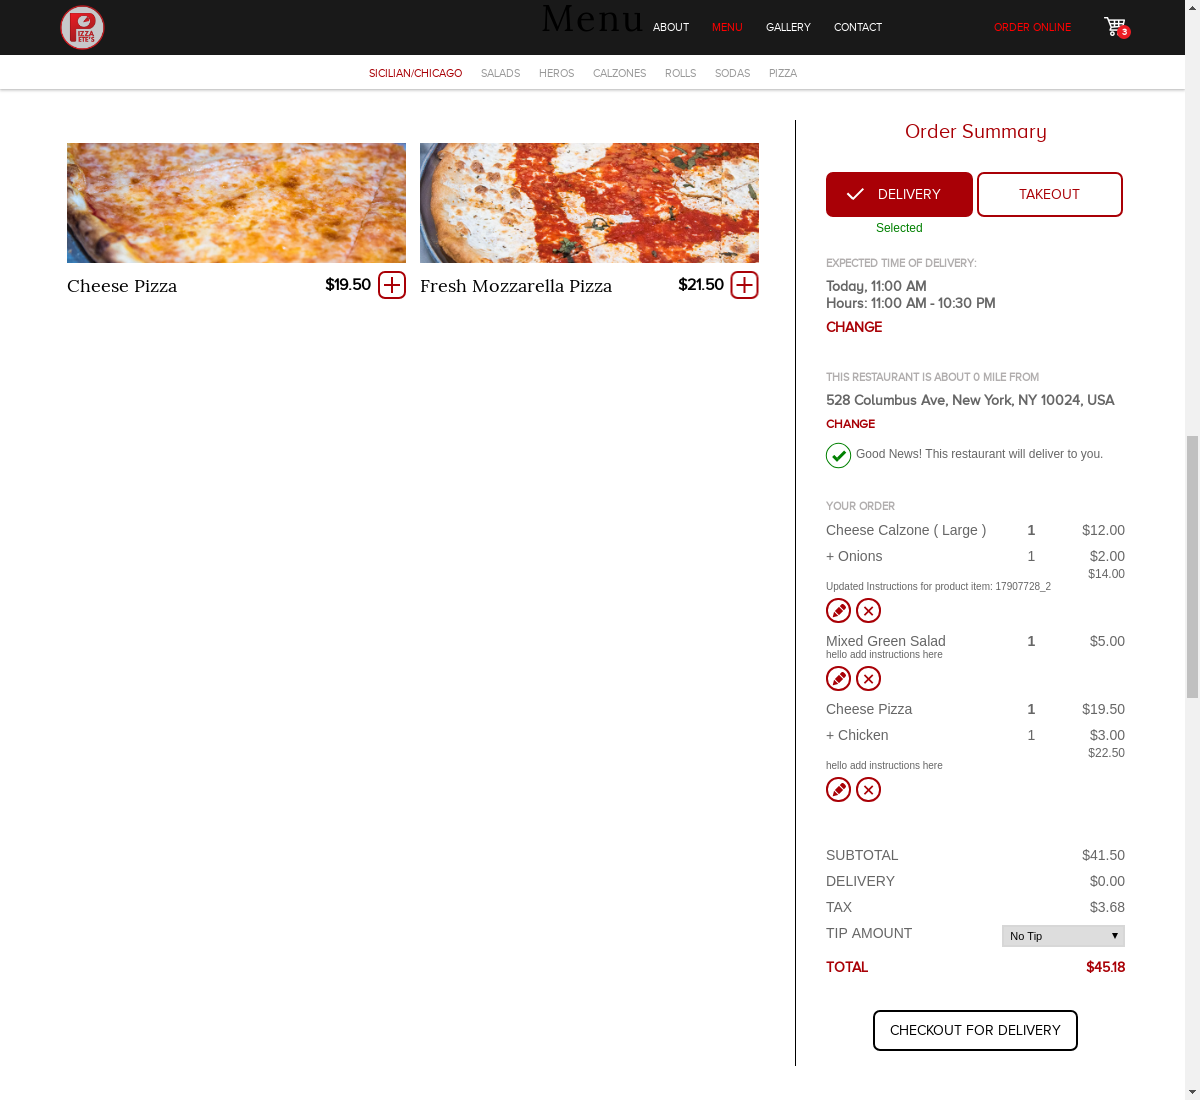 P
IZZA
ETE'S
Menu
ABOUT
MENU
GALLERY
CONTACT
ORDER ONLINE
3
SICILIAN/CHICAGO
SALADS
HEROS
CALZONES
ROLLS
SODAS
PIZZA
Cheese Pizza
$19.50
Fresh Mozzarella Pizza
$21.50
Order Summary
DELIVERY
TAKEOUT
Selected
EXPECTED TIME OF DELIVERY:
Today, 11:00 AM
Hours: 11:00 AM - 10:30 PM
CHANGE
THIS RESTAURANT IS ABOUT 0 MILE FROM
528 Columbus Ave, New York, NY 10024, USA
CHANGE
Good News! This restaurant will deliver to you.
YOUR ORDER
Cheese Calzone ( Large ) 1 $12.00
+ Onions 1 $2.00
$14.00
Updated Instructions for product item: 17907728_2
Mixed Green Salad 1 $5.00
hello add instructions here
Cheese Pizza 1 $19.50
+ Chicken 1 $3.00
$22.50
hello add instructions here
SUBTOTAL $41.50
DELIVERY $0.00
TAX $3.68
TIP AMOUNT No Tip
TOTAL $45.18
CHECKOUT FOR DELIVERY